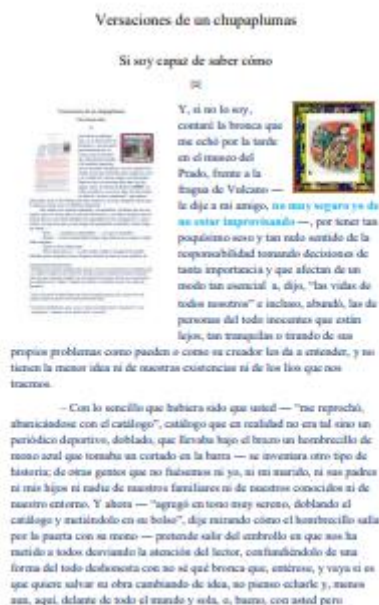 Versaciones de un chupaplumas
Si soy capaz de saber cómo
Y, si no lo soy,
contaré la bronca que
me echó por la tarde
en el museo del
Prado, frente a la
fragua de Vulcano —
le dije a mi amigo, no muy seguro yo de
no estar improvisando —, por tener tan
poquísimo seso y tan nulo sentido de la
responsabilidad tomando decisiones de
tanta importancia y que afectan de un
modo tan esencial a, dijo, "las vidas de
todos nosotros" e incluso, abundó, las de
personas del todo inocentes que están
lejos, tan tranquilas o tirando de sus
propios problemas como pueden o como su creador les da a entender, y no
tienen la menor idea ni de nuestras existencias ni de los líos que nos
traemos.
– Con lo sencillo que hubiera sido que usted — "me reprochó,
abanicándose con el catálogo", catálogo que en realidad no era tal sino un
periódico deportivo, doblado, que llevaba bajo el brazo un hombrecillo de
mono azul que tomaba un cortado en la barra — se inventara otro tipo de
historia; de otras gentes que no fuésemos ni yo, ni mi marido, ni sus padres
ni mis hijos ni nadie de nuestros familiares ni de nuestros conocidos ni de
nuestro entorno. Y ahora — "agregó en tono muy sereno, doblando el
catálogo y metiéndolo en su bolso", dije mirando cómo el hombrecillo salía
por la puerta con su mono — pretende salir del embrollo en que nos ha
metido a todos desviando la atención del lector, confundiéndolo de una
forma del todo deshonesta con no sé qué bronca que, entérese, y vaya si es
que quiere salvar su obra cambiando de idea, no pienso echarle y, menos
aun, aquí, delante de todo el mundo y sola, o, bueno, con usted pero